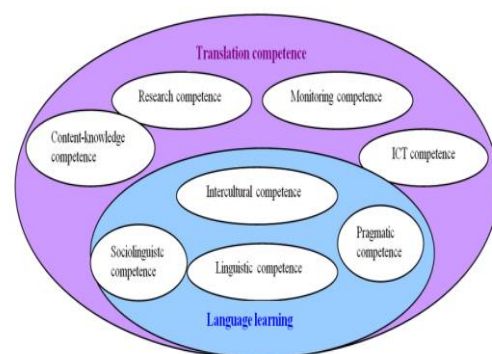 Translation competence
Research competence
Monitoring competence
Content-knowledge
competence
ICT competence
Intercultural competence
Pragmatic
competence
Sociolinguistc
competence
Linguistic competence
Language learning